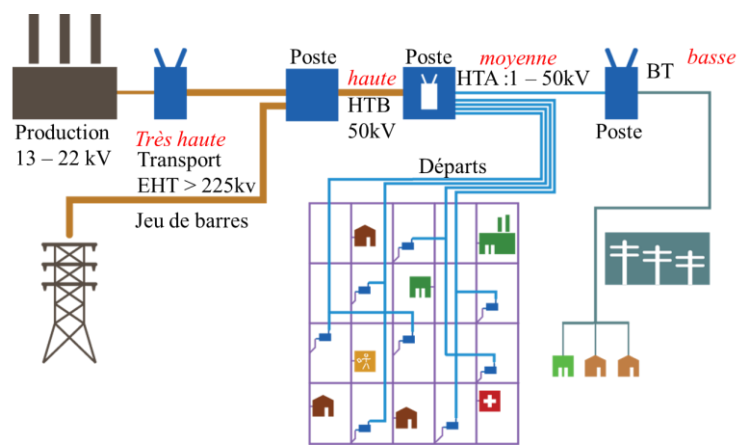 Production
13 – 22 kV
Très haute
Transport
EHT > 225kv
Jeu de barres
Poste
haute
HTB
50kV
Poste
moyenne
HTA :1 – 50kV
Départs
Poste
BT
basse